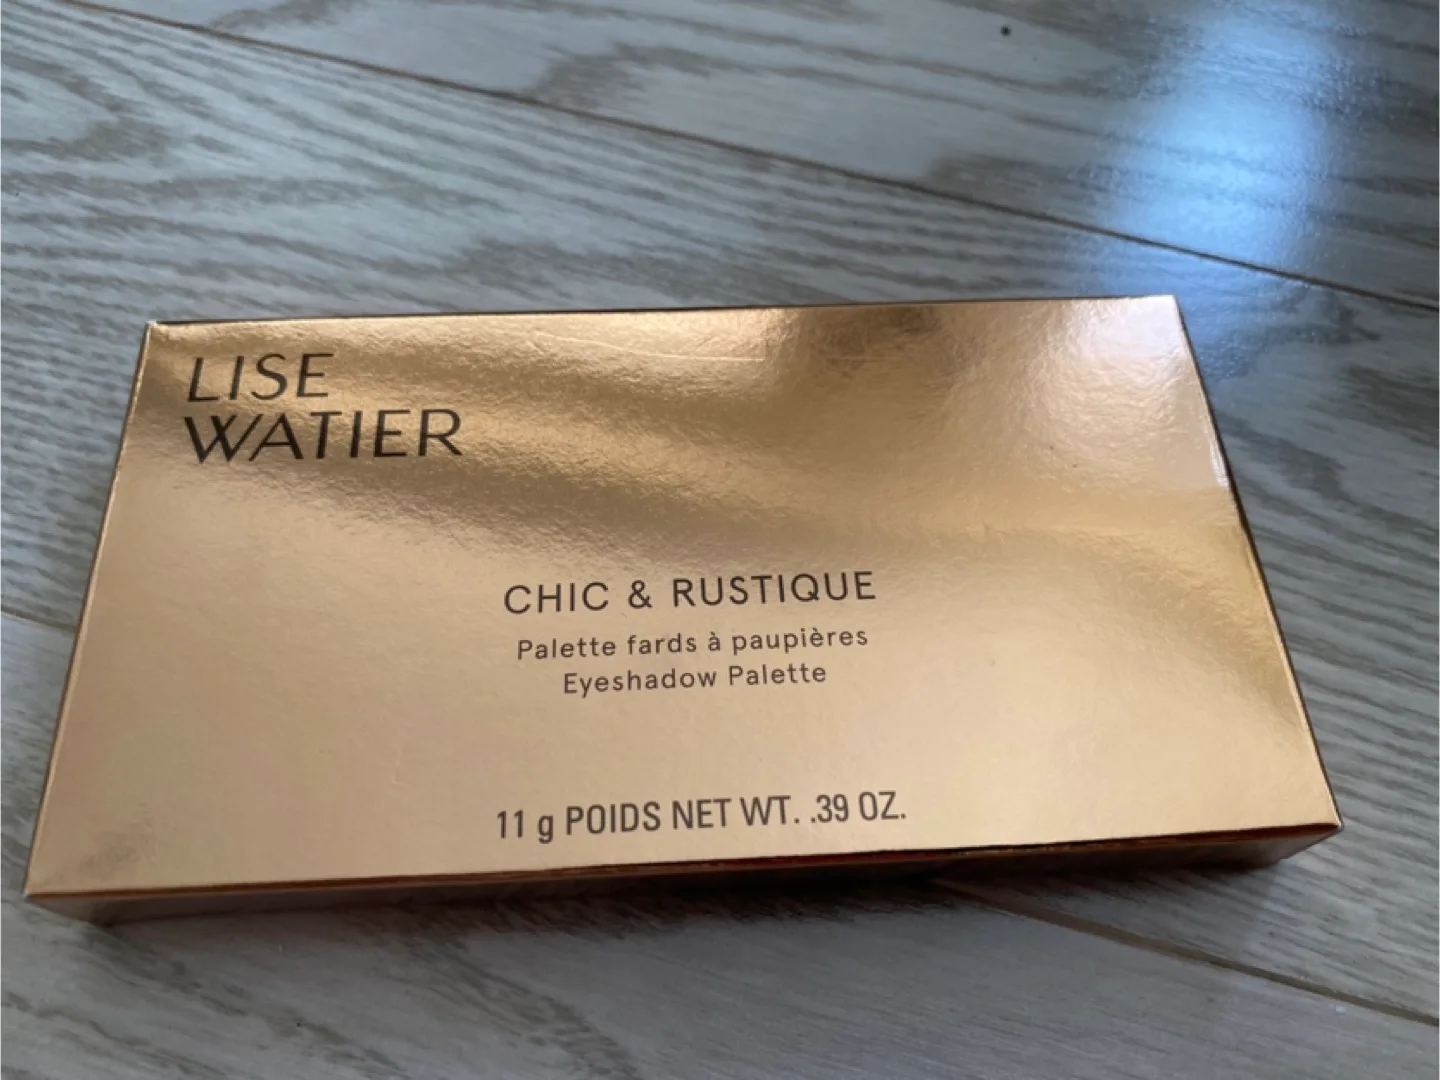 LISE
WATIER
CHIC & RUSTIQUE
Palette fards à paupières
Eyeshadow Palette
11 g POIDS NET WT. .39 OZ.